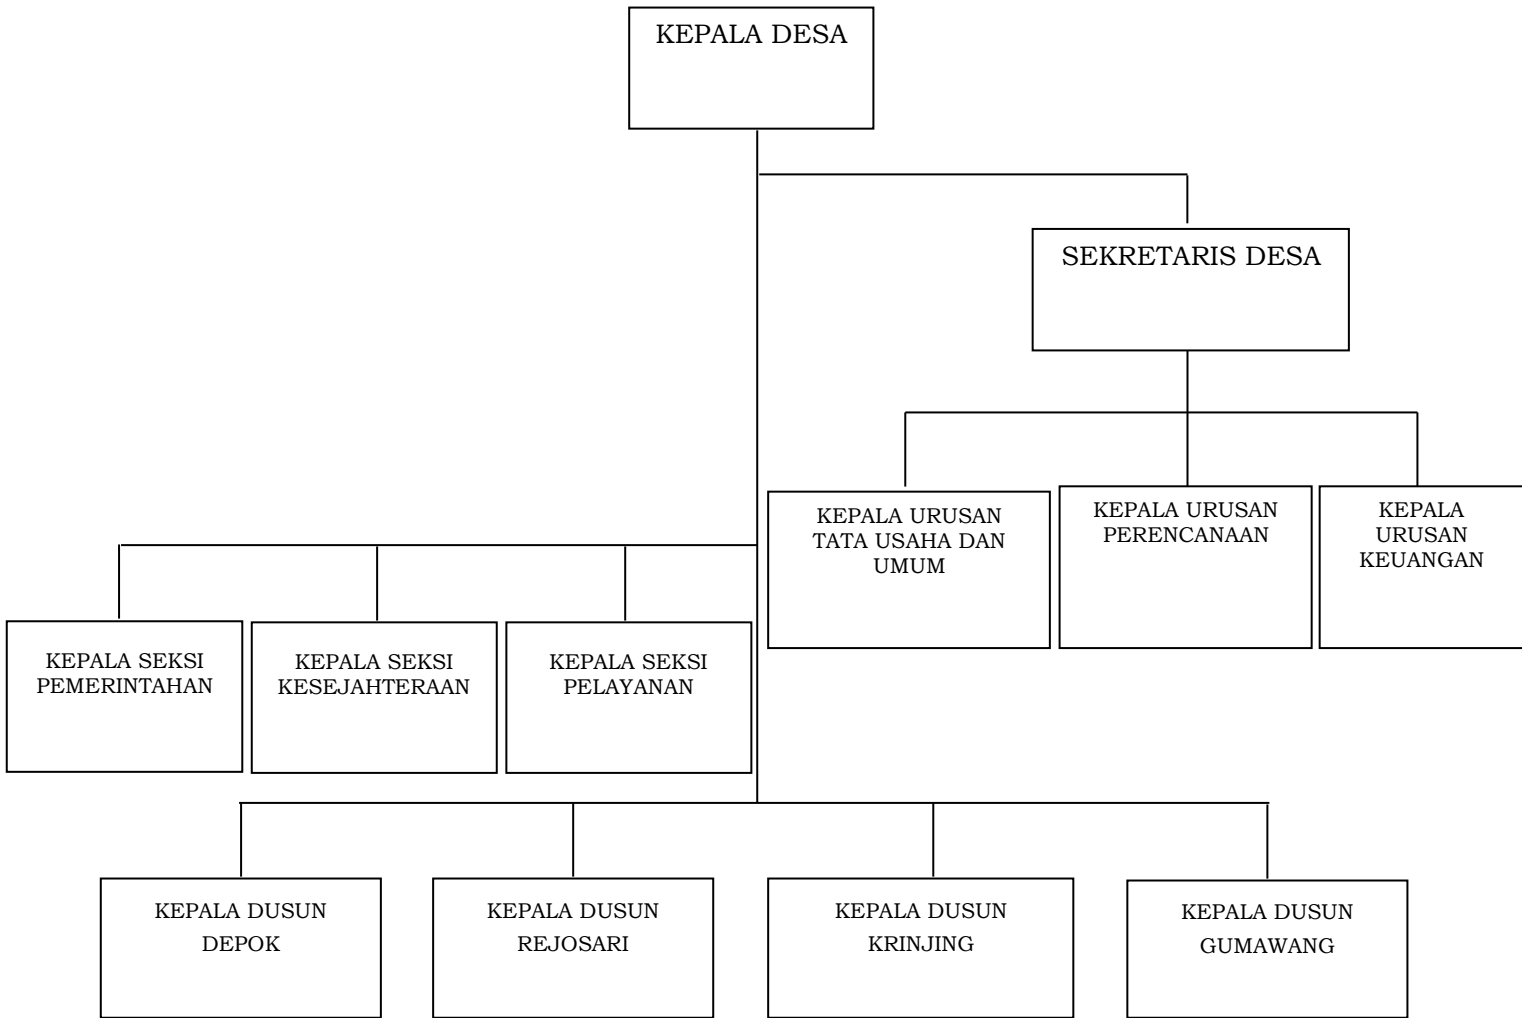 KEPALA DESA
SEKRETARIS DESA
KEPALA URUSAN
TATA USAHA DAN
UMUM
KEPALA URUSAN
PERENCANAAN
KEPALA
URUSAN
KEUANGAN
KEPALA SEKSI
PEMERINTAHAN
KEPALA SEKSI
KESEJAHTERAAN
KEPALA SEKSI
PELAYANAN
KEPALA DUSUN
DEPOK
KEPALA DUSUN
REJOSARI
KEPALA DUSUN
KRINJING
KEPALA DUSUN
GUMAWANG